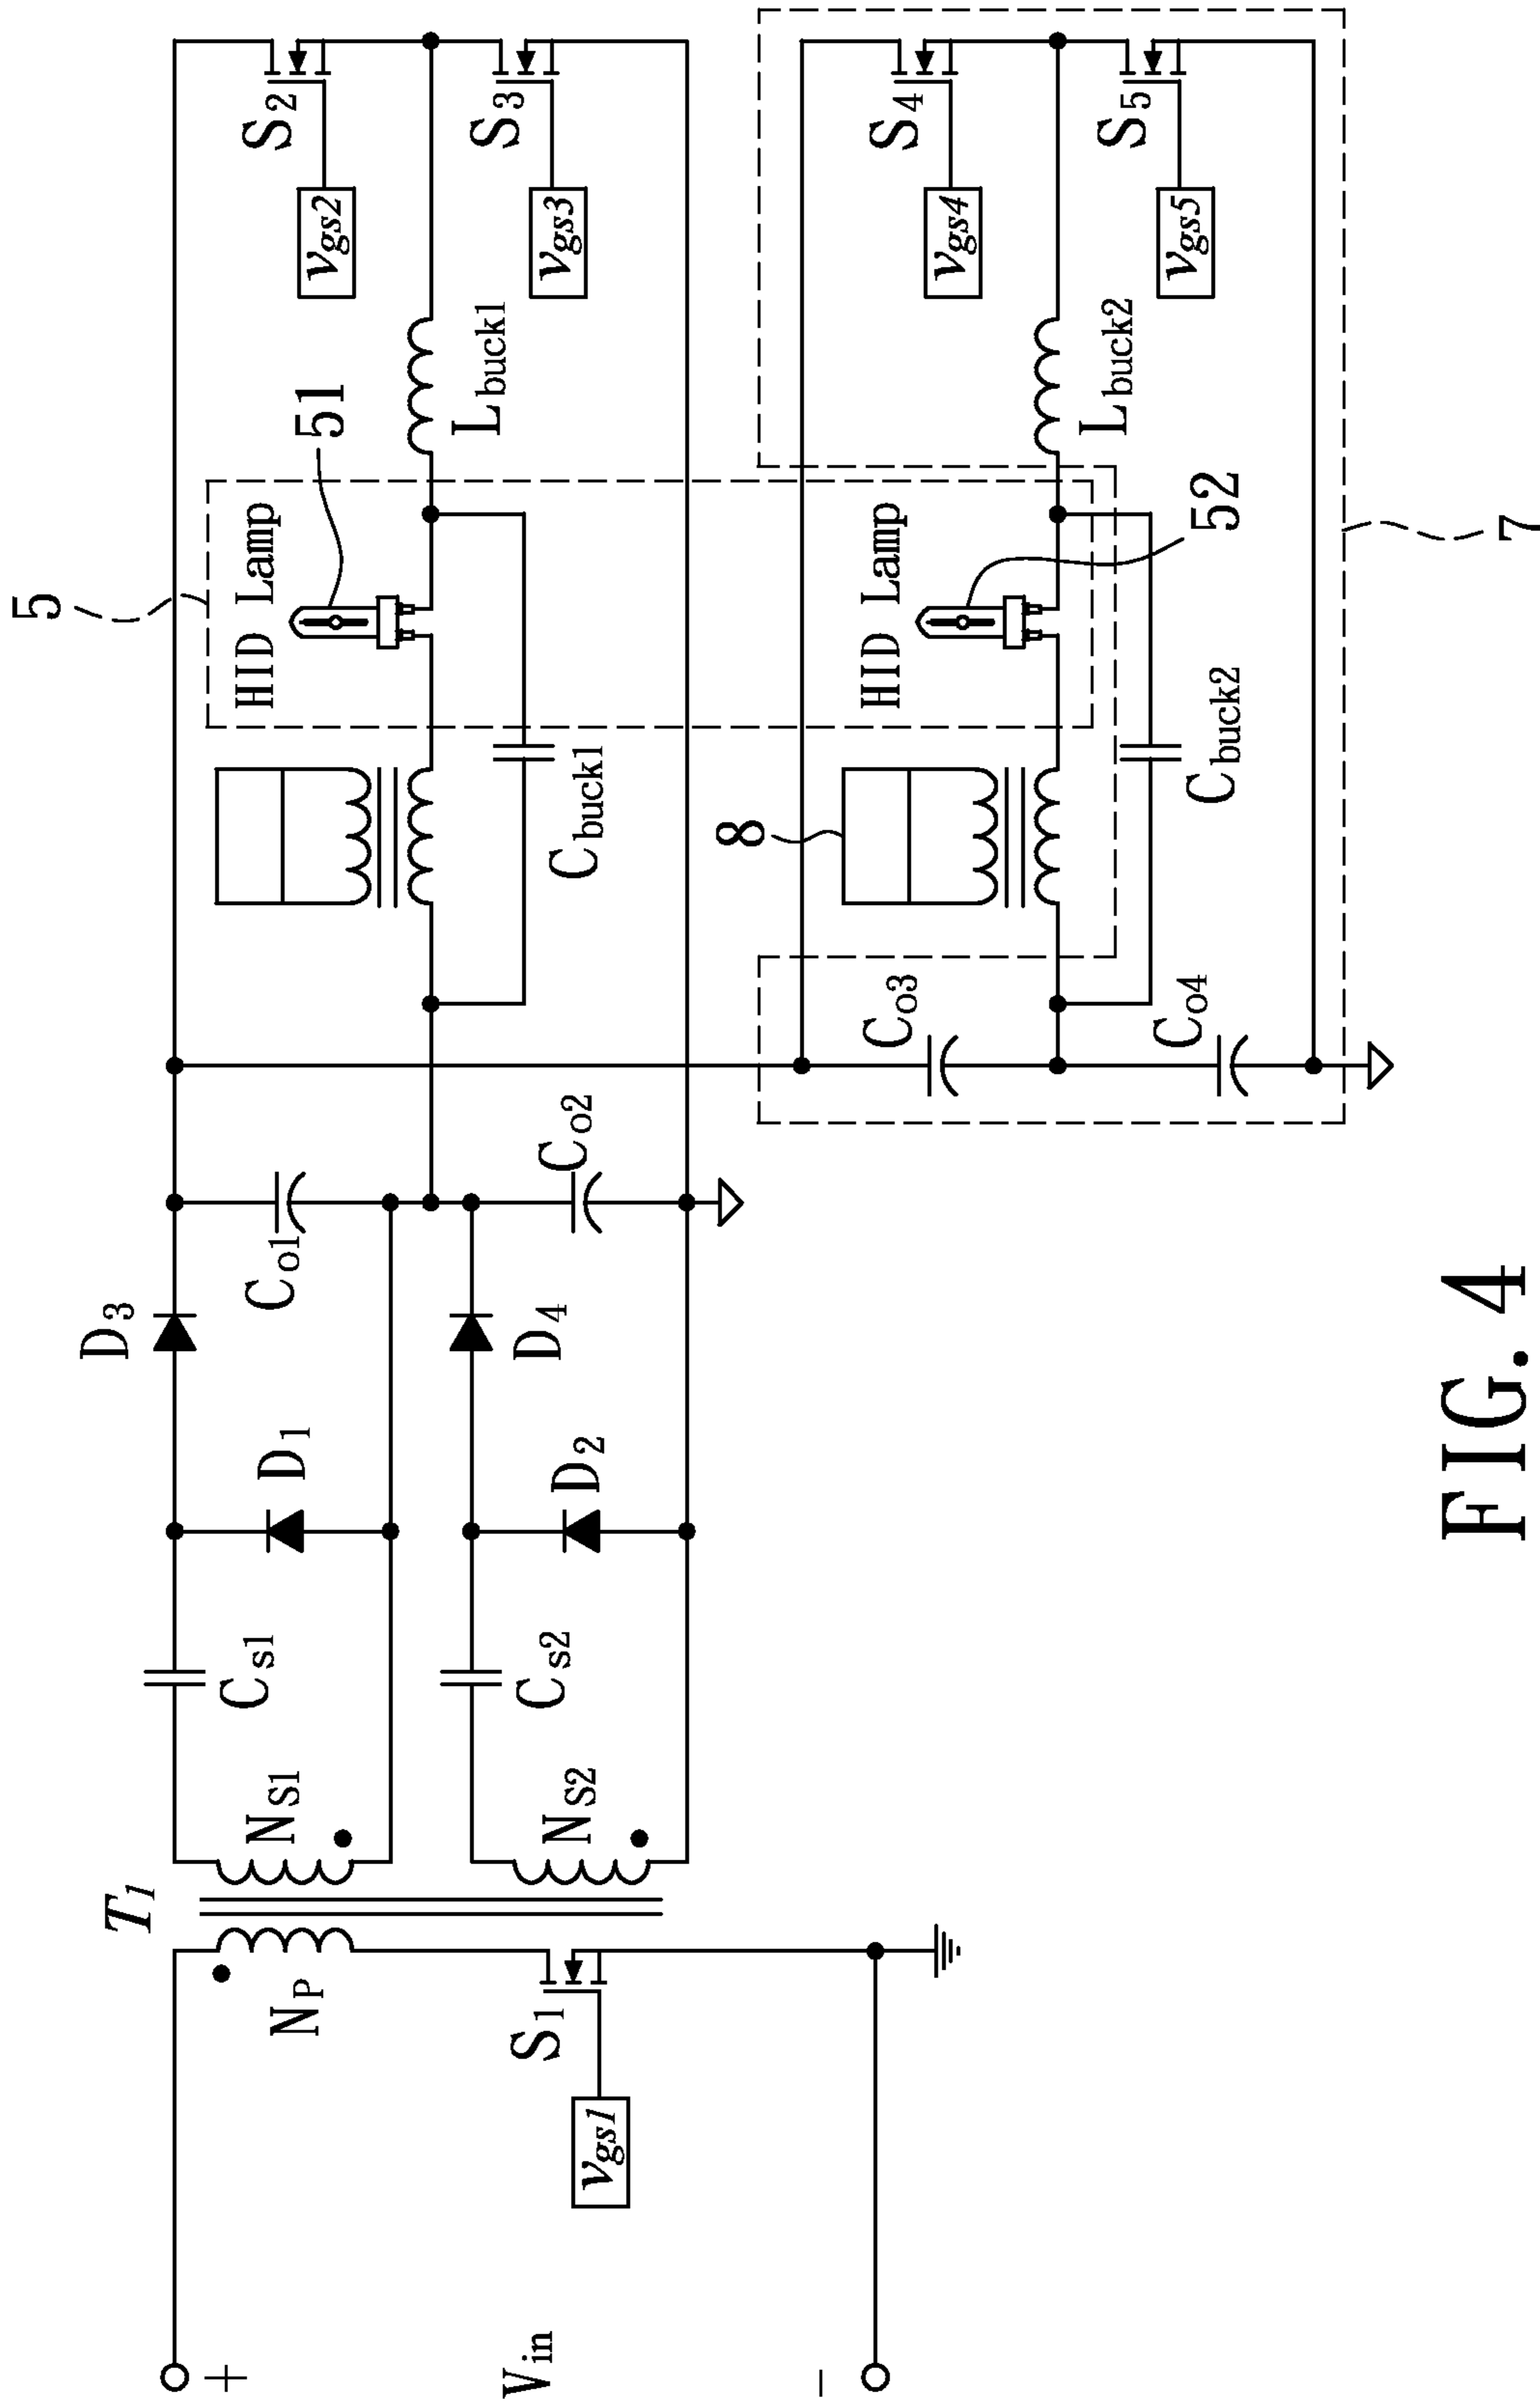 5
HID Lamp
51
S2
vgs2
S3
vgs3
Lbuck1
Cbuck1
D3
Co1
D1
Cs1
NS1
T1
NP
D4
Co2
D2
Cs2
NS2
S1
vgs1
+
Vin
-
8
HID Lamp
52
S4
vgs4
S5
vgs5
Lbuck2
Cbuck2
Co3
Co4
7
FIG. 4